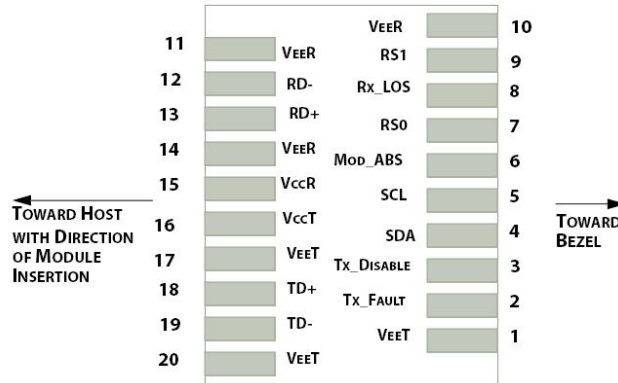 VEER 10
11 VEER
RS1 9
12 RD-
Rx_LOS 8
13 RD+
RS0 7
14 VEER
MOD_ABS 6
15 VCCR
SCL 5
TOWARD HOST
WITH DIRECTION
OF MODULE
INSERTION
16 VCCT
SDA 4
TOWARD
BEZEL
17 VEET
TX_DISABLE 3
18 TD+
TX_FAULT 2
19 TD-
VEET 1
20 VEET